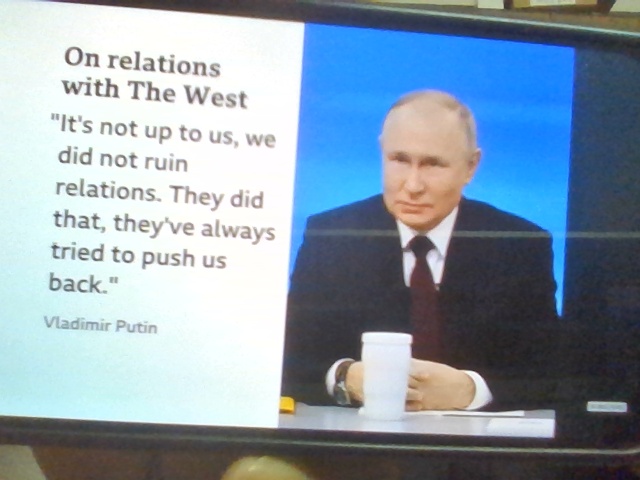 On relations
with The West
"It's not up to us, we
did not ruin
relations. They did
that, they've always
tried to push us
back."
Vladimir Putin